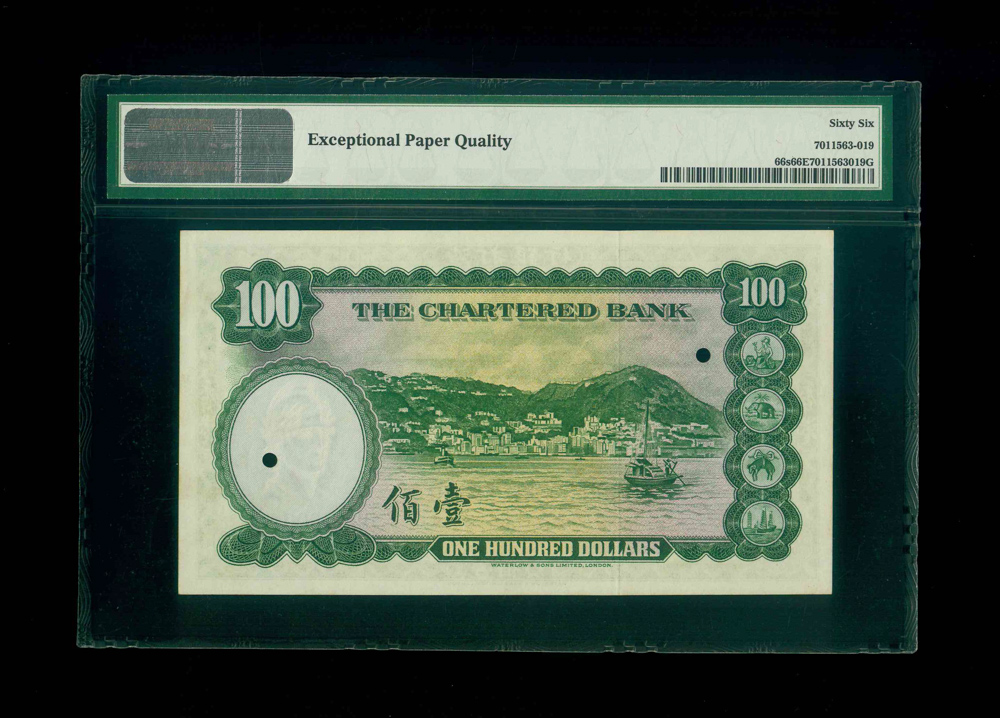 Exceptional Paper Quality
Sixty Six
7011563-019
66s66E7011563019G
100
100
THE CHARTERED BANK
佰壹
ONE HUNDRED DOLLARS
WATERLOW & SONS LIMITED, LONDON.